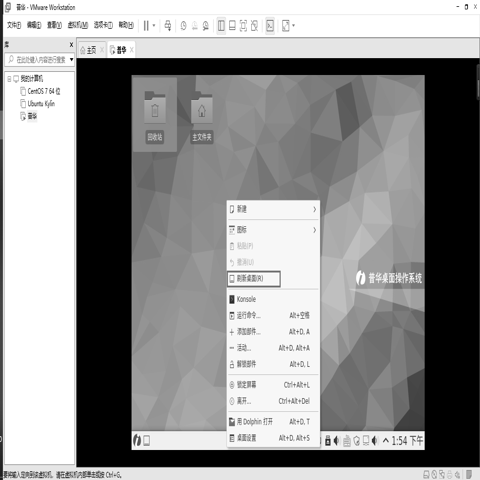 普华 - VMware Workstation
文件(F) 编辑(E) 查看(V) 虚拟机(M) 选项卡(T) 帮助(H)
库
在此处键入内容进行搜索
我的计算机
CentOS 7 64 位
Ubuntu Kylin
普华
主页
普华
回收站
主文件夹
新建
图标
粘贴(P)
撤消(U)
刷新桌面(R)
Konsole
运行命令... Alt+空格
添加部件... Alt+D, A
活动... Alt+D, Alt+A
解锁部件 Alt+D, L
锁定屏幕 Ctrl+Alt+L
离开... Ctrl+Alt+Del
用 Dolphin 打开 Alt+D, T
桌面设置 Alt+D, Alt+S
普华桌面操作系统
1:54 下午
要将输入定向到该虚拟机，请在虚拟机内部单击或按 Ctrl+G。